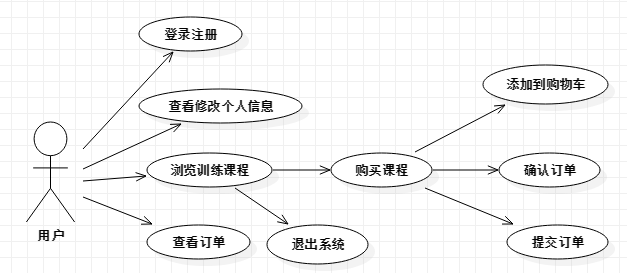 登录注册
查看修改个人信息
添加到购物车
浏览训练课程
购买课程
确认订单
用户
查看订单
退出系统
提交订单